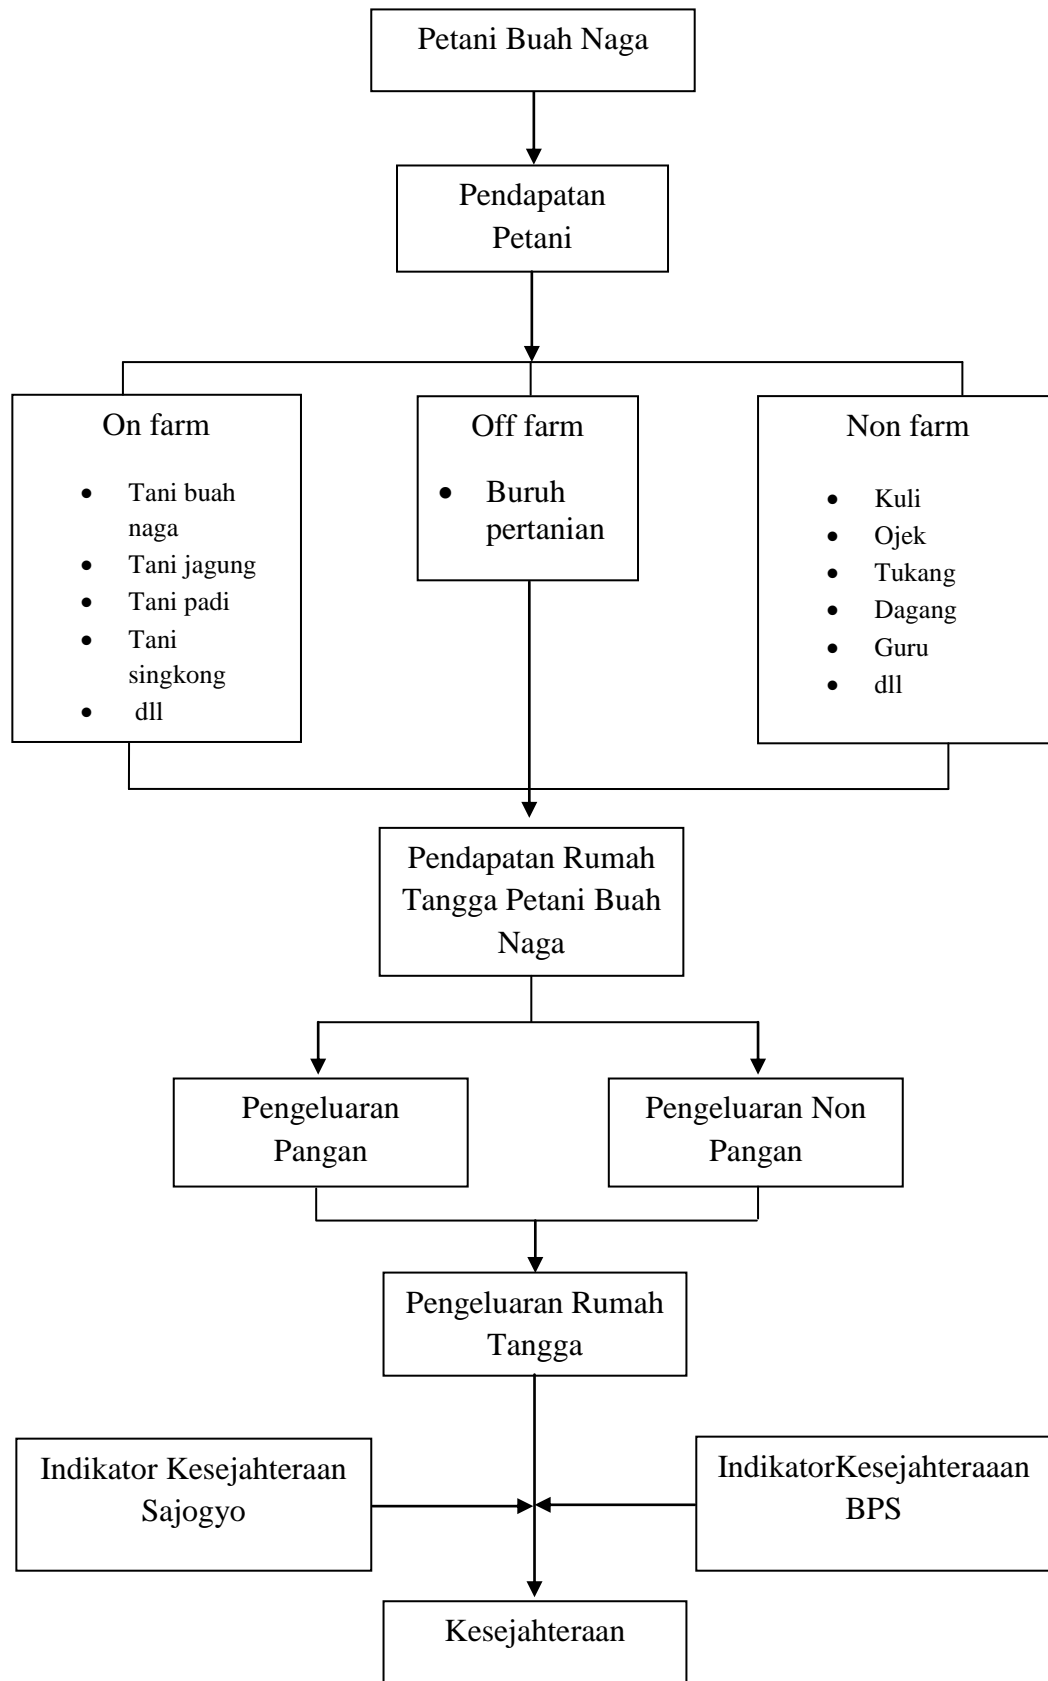 Petani Buah Naga
Pendapatan
Petani
On farm
• Tani buah
naga
• Tani jagung
• Tani padi
• Tani
singkong
• dll
Off farm
• Buruh
pertanian
Non farm
• Kuli
• Ojek
• Tukang
• Dagang
• Guru
• dll
Pendapatan Rumah
Tangga Petani Buah
Naga
Pengeluaran
Pangan
Pengeluaran Non
Pangan
Pengeluaran Rumah
Tangga
Indikator Kesejahteraan
Sajogyo
IndikatorKesejahteraaan
BPS
Kesejahteraan